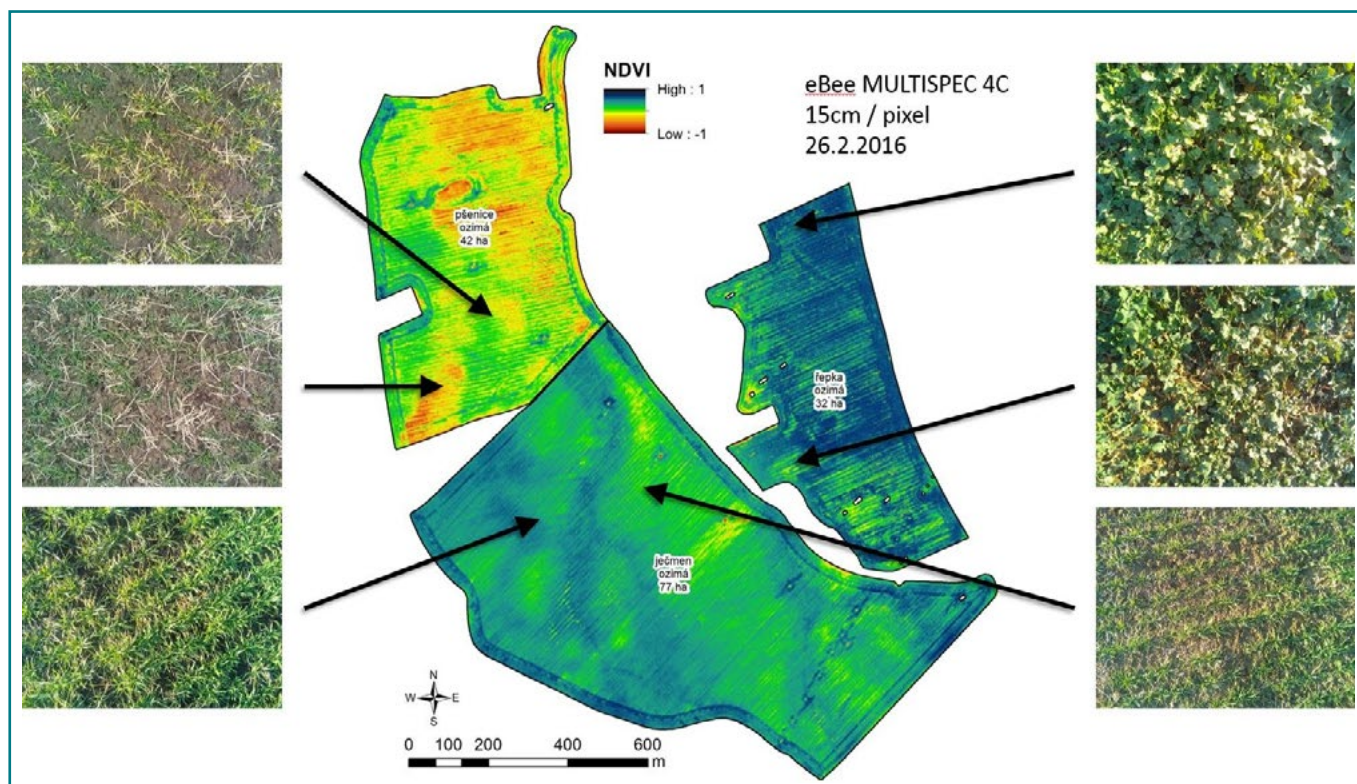 NDVI
High : 1
Low : -1
eBee MULTISPEC 4C
15cm / pixel
26.2.2016
pšenice
ozimá
42 ha
řepka
ozimá
32 ha
ječmen
ozimá
77 ha
N
W E
S
0 100 200 400 600
m